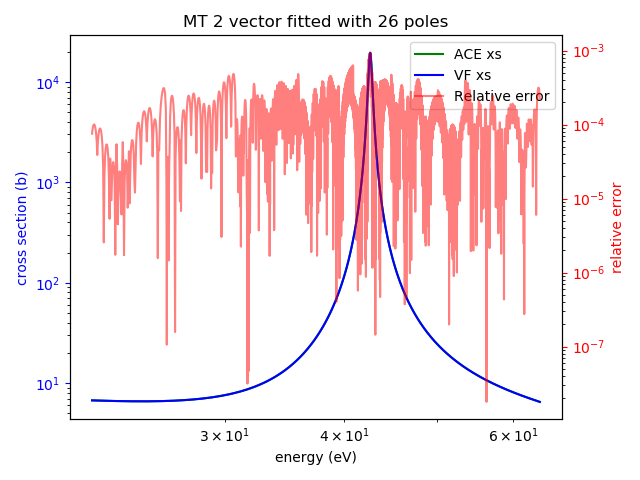 MT 2 vector fitted with 26 poles
ACE xs
VF xs
Relative error
cross section (b)
10⁴
10³
10²
10¹
relative error
10⁻³
10⁻⁴
10⁻⁵
10⁻⁶
10⁻⁷
3 × 10¹
4 × 10¹
6 × 10¹
energy (eV)